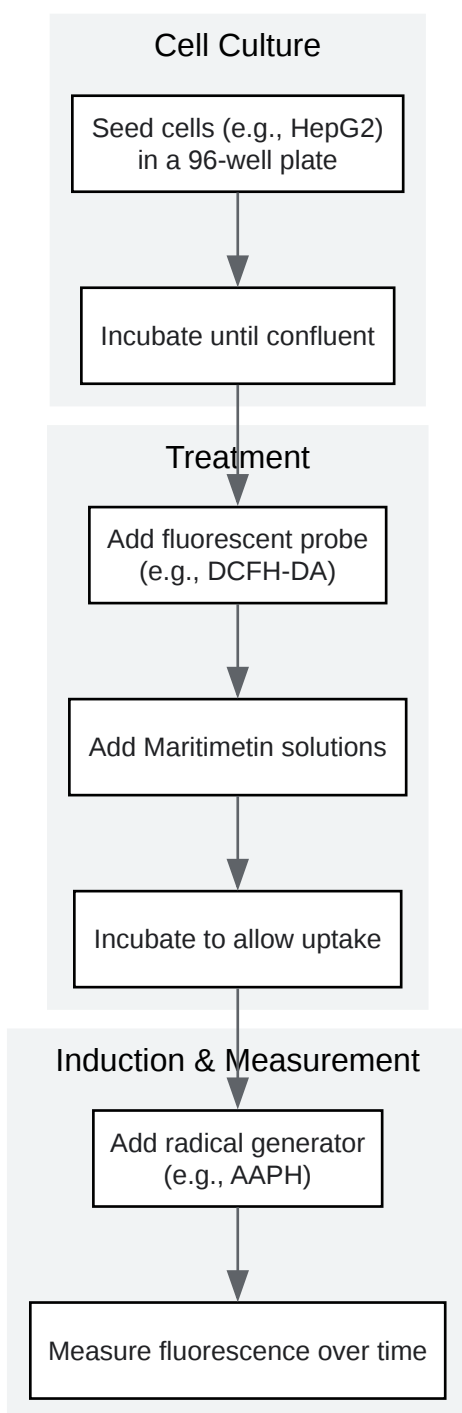 Cell Culture
Seed cells (e.g., HepG2)
in a 96-well plate
Incubate until confluent
Treatment
Add fluorescent probe
(e.g., DCFH-DA)
Add Maritimetin solutions
Incubate to allow uptake
Induction & Measurement
Add radical generator
(e.g., AAPH)
Measure fluorescence over time